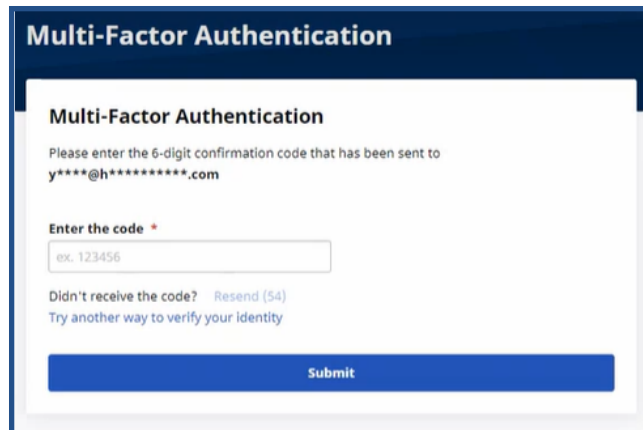 Multi-Factor Authentication
Multi-Factor Authentication
Please enter the 6-digit confirmation code that has been sent to
y****@h**********.com
Enter the code *
ex. 123456
Didn't receive the code? Resend (54)
Try another way to verify your identity
Submit